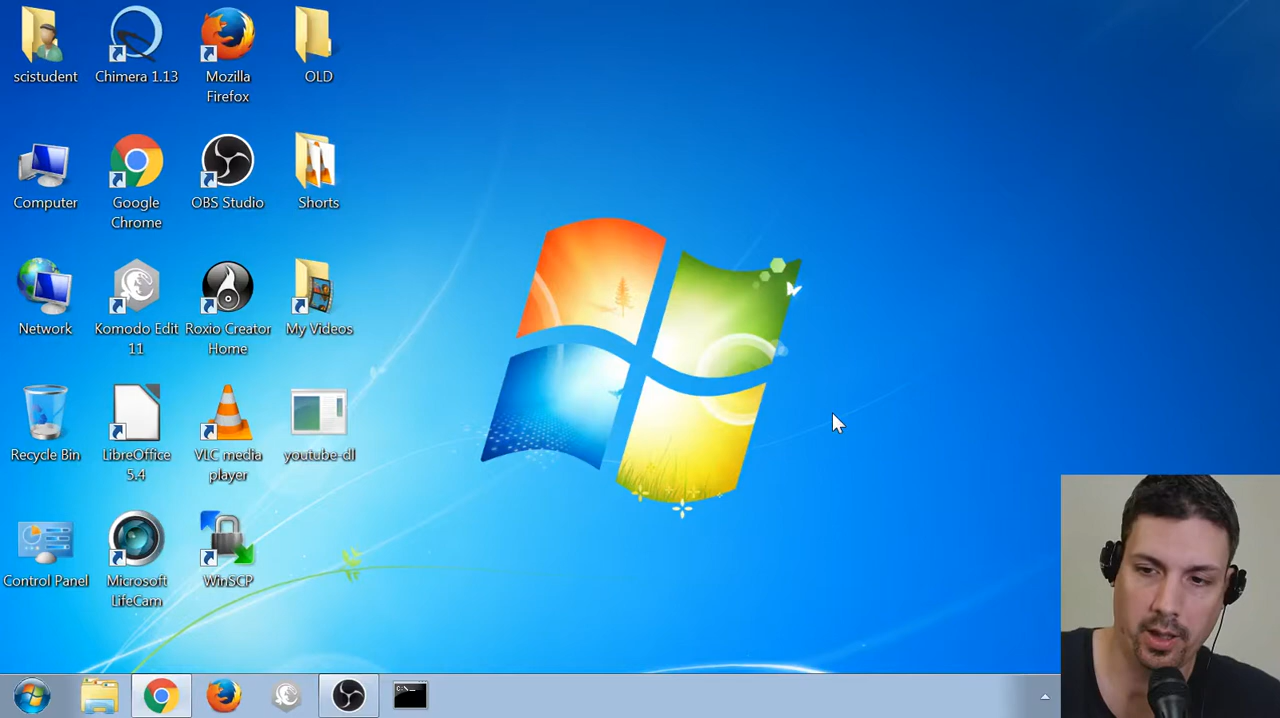 scistudent
Chimera 1.13
Mozilla
Firefox
OLD
Computer
Google
Chrome
OBS Studio
Shorts
Network
Komodo Edit
11
Roxio Creator
Home
My Videos
Recycle Bin
LibreOffice
5.4
VLC media
player
youtube-dl
Control Panel
Microsoft
LifeCam
WinSCP
C:\_